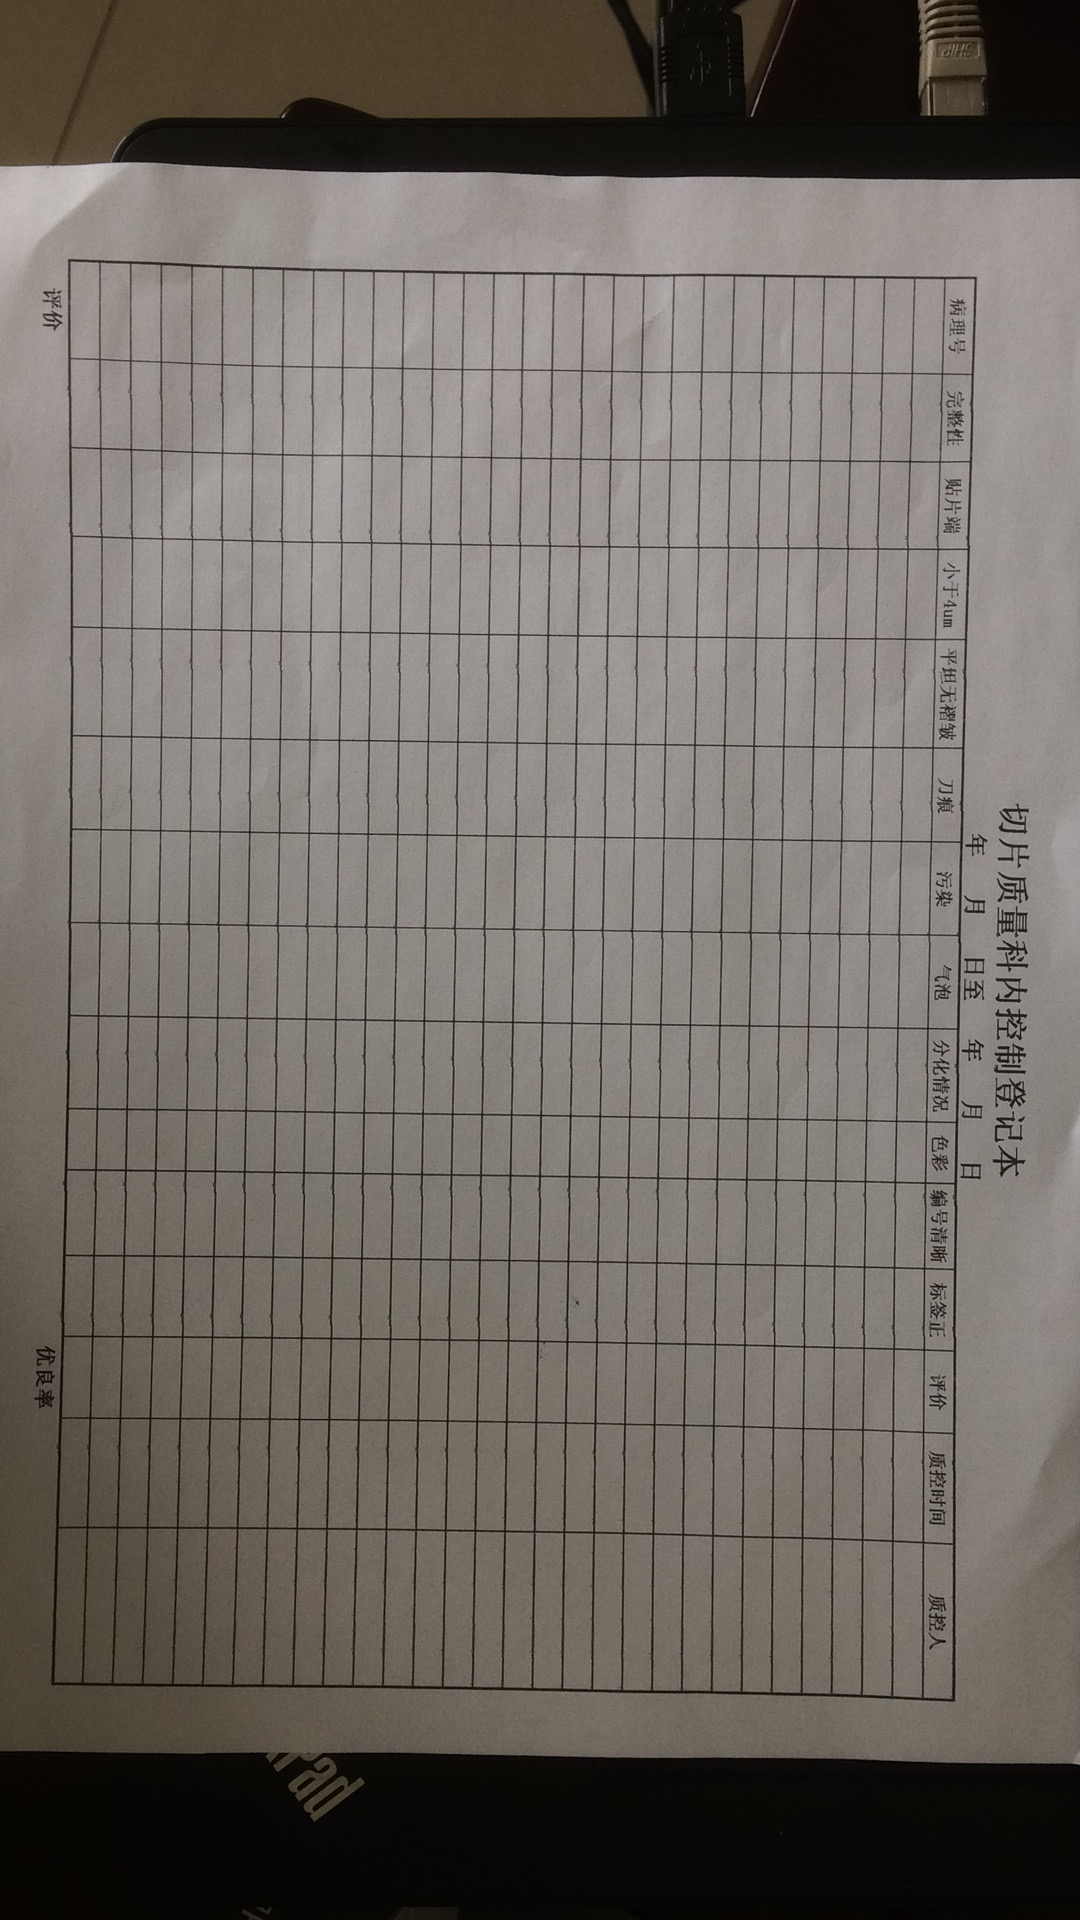 切片质量科内控制登记本
年 月 日至 年 月 日
病理号 完整性 贴片端 小于4um 平坦无褶皱 刀痕 污染 气泡 分化情况 色彩 编号清晰 标签正 评价 质控时间 质控人
评价 优良率
SHIP
Pad